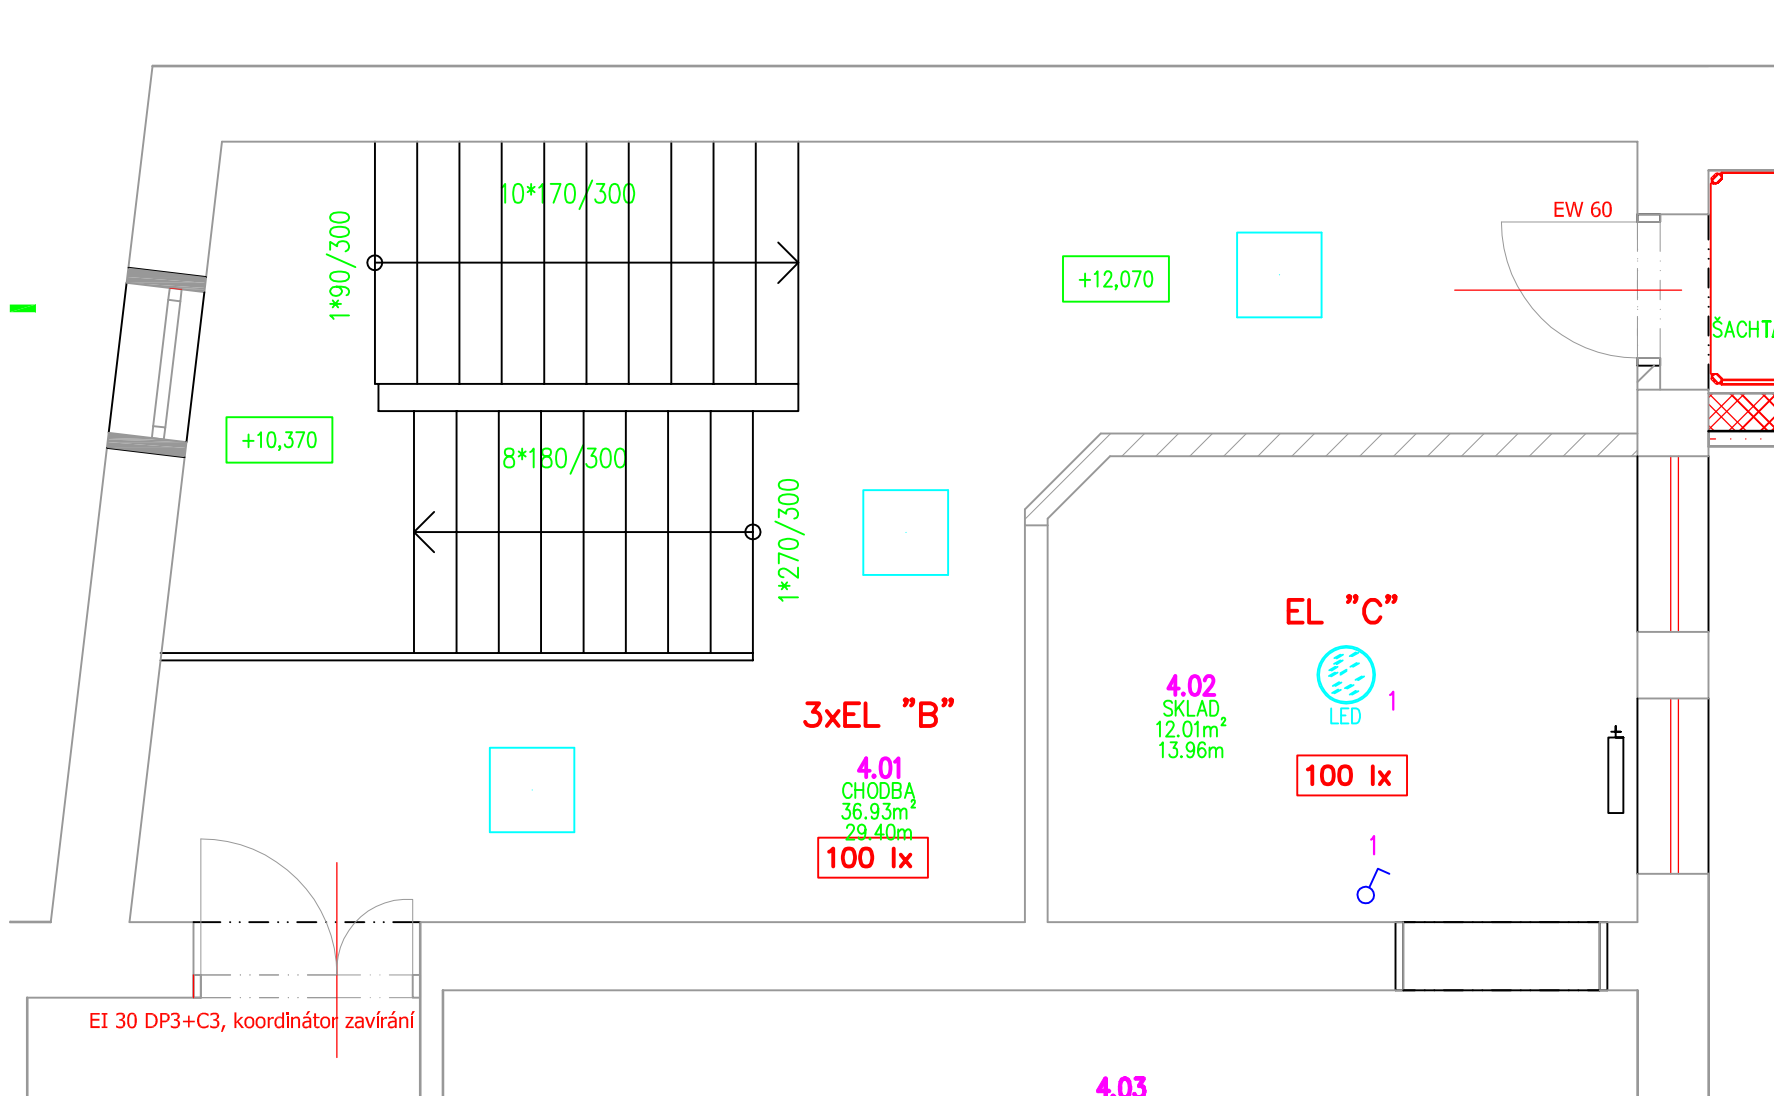 10*170/300
1*90/300
EW 60
+12,070
ŠACHTA
+10,370
8*180/300
1*270/300
EL "C"
4.02
SKLAD
12.01m²
13.96m
LED
1
3xEL "B"
100 lx
4.01
CHODBA
36.93m²
29.40m
100 lx
1
EI 30 DP3+C3, koordinátor zavírání
4.03